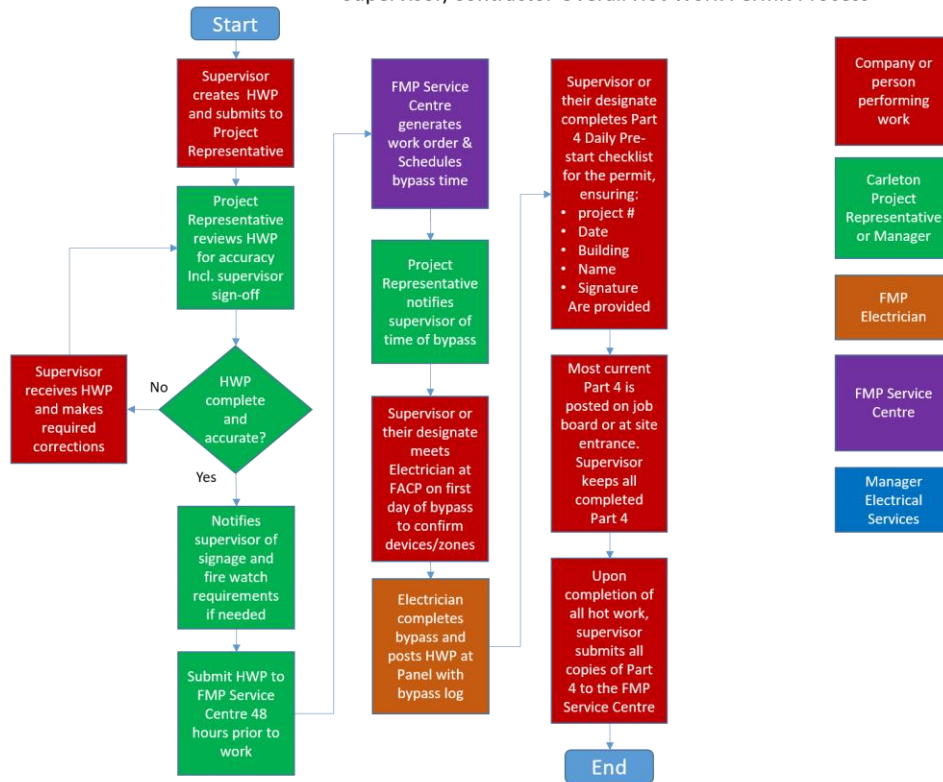 Supervisor/Contractor Overall Hot Work Permit Process
Start
Supervisor
creates HWP
and submits to
Project
Representative
Project
Representative
reviews HWP
for accuracy
Incl. supervisor
sign-off
HWP
complete
and
accurate?
No
Supervisor
receives HWP
and makes
required
corrections
Yes
Notifies
supervisor of
signage and
fire watch
requirements
if needed
Submit HWP to
FMP Service
Centre 48
hours prior to
work
FMP Service
Centre
generates
work order &
Schedules
bypass time
Project
Representative
notifies
supervisor of
time of bypass
Supervisor or
their designate
meets
Electrician at
FACP on first
day of bypass
to confirm
devices/zones
Electrician
completes
bypass and
posts HWP at
Panel with
bypass log
Supervisor or
their designate
completes Part
4 Daily Pre-
start checklist
for the permit,
ensuring:
• project #
• Date
• Building
• Name
• Signature
Are provided
Most current
Part 4 is
posted on job
board or at site
entrance.
Supervisor
keeps all
completed
Part 4
Upon
completion of
all hot work,
supervisor
submits all
copies of Part
4 to the FMP
Service Centre
End
Company or
person
performing
work
Carleton
Project
Representative
or Manager
FMP
Electrician
FMP Service
Centre
Manager
Electrical
Services